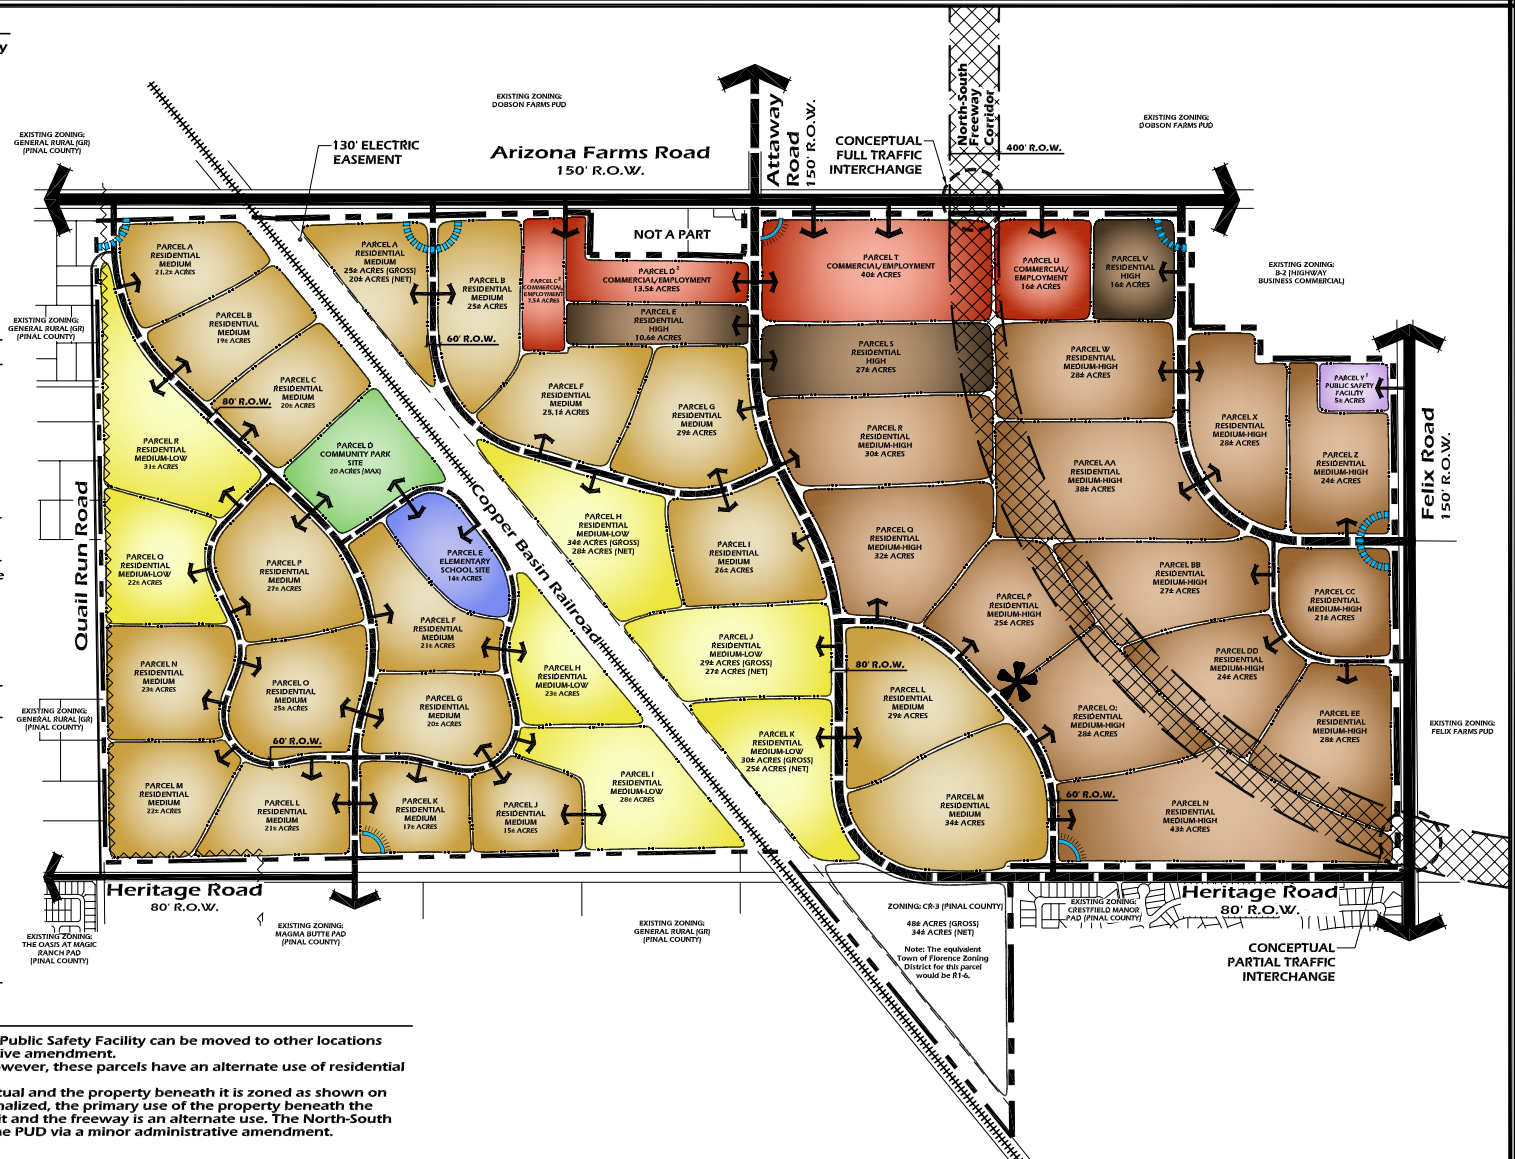 y
EXISTING ZONING:
DOBSON FARMS PUD
North-South
Freeway
Corridor
400' R.O.W.
EXISTING ZONING:
DOBSON FARMS PUD
EXISTING ZONING:
GENERAL RURAL (GR)
(PINAL COUNTY)
130' ELECTRIC
EASEMENT
Arizona Farms Road
150' R.O.W.
Attaway
Road
150' R.O.W.
CONCEPTUAL
FULL TRAFFIC
INTERCHANGE
NOT A PART
PARCEL A
RESIDENTIAL
MEDIUM
21.2± ACRES
PARCEL A
RESIDENTIAL
MEDIUM
25± ACRES (GROSS)
20± ACRES (NET)
PARCEL B
RESIDENTIAL
MEDIUM
25± ACRES
PARCEL C2
COMMERCIAL/
EMPLOYMENT
7.54 ACRES
PARCEL D2
COMMERCIAL/EMPLOYMENT
13.5± ACRES
PARCEL E
RESIDENTIAL
HIGH
10.6± ACRES
PARCEL T
COMMERCIAL/EMPLOYMENT
40± ACRES
PARCEL U
COMMERCIAL/
EMPLOYMENT
16± ACRES
PARCEL V
RESIDENTIAL
HIGH
16± ACRES
EXISTING ZONING:
B-2 (HIGHWAY
BUSINESS COMMERCIAL)
EXISTING ZONING:
GENERAL RURAL (GR)
(PINAL COUNTY)
PARCEL B
RESIDENTIAL
MEDIUM
19± ACRES
60' R.O.W.
PARCEL S
RESIDENTIAL
HIGH
27± ACRES
PARCEL W
RESIDENTIAL
MEDIUM-HIGH
28± ACRES
PARCEL C
RESIDENTIAL
MEDIUM
20± ACRES
80' R.O.W.
PARCEL F
RESIDENTIAL
MEDIUM
25.1± ACRES
PARCEL G
RESIDENTIAL
MEDIUM
29± ACRES
PARCEL Y1
PUBLIC SAFETY
FACILITY
5± ACRES
PARCEL X
RESIDENTIAL
MEDIUM-HIGH
28± ACRES
PARCEL R
RESIDENTIAL
MEDIUM-LOW
31± ACRES
PARCEL D
COMMUNITY PARK
SITE
20 ACRES (MAX)
PARCEL R
RESIDENTIAL
MEDIUM-HIGH
30± ACRES
PARCEL AA
RESIDENTIAL
MEDIUM-HIGH
38± ACRES
PARCEL Z
RESIDENTIAL
MEDIUM-HIGH
24± ACRES
Felix Road
150' R.O.W.
Quail Run Road
Copper Basin Railroad
PARCEL H
RESIDENTIAL
MEDIUM-LOW
34± ACRES (GROSS)
28± ACRES (NET)
PARCEL I
RESIDENTIAL
MEDIUM
26± ACRES
PARCEL Q
RESIDENTIAL
MEDIUM-HIGH
32± ACRES
PARCEL Q
RESIDENTIAL
MEDIUM-LOW
22± ACRES
PARCEL P
RESIDENTIAL
MEDIUM
27± ACRES
PARCEL E
ELEMENTARY
SCHOOL SITE
14± ACRES
PARCEL BB
RESIDENTIAL
MEDIUM-HIGH
27± ACRES
PARCEL CC
RESIDENTIAL
MEDIUM-HIGH
21± ACRES
PARCEL P
RESIDENTIAL
MEDIUM-HIGH
25± ACRES
e
PARCEL F
RESIDENTIAL
MEDIUM
21± ACRES
PARCEL J
RESIDENTIAL
MEDIUM-LOW
29± ACRES (GROSS)
27± ACRES (NET)
80' R.O.W.
PARCEL DD
RESIDENTIAL
MEDIUM-HIGH
24± ACRES
PARCEL N
RESIDENTIAL
MEDIUM
23± ACRES
PARCEL O
RESIDENTIAL
MEDIUM
25± ACRES
PARCEL H
RESIDENTIAL
MEDIUM-LOW
23± ACRES
PARCEL G
RESIDENTIAL
MEDIUM
20± ACRES
PARCEL L
RESIDENTIAL
MEDIUM
29± ACRES
PARCEL O:
RESIDENTIAL
MEDIUM-HIGH
28± ACRES
PARCEL EE
RESIDENTIAL
MEDIUM-HIGH
28± ACRES
EXISTING ZONING:
GENERAL RURAL (GR)
(PINAL COUNTY)
60' R.O.W.
PARCEL K
RESIDENTIAL
MEDIUM-LOW
30± ACRES (GROSS)
25± ACRES (NET)
EXISTING ZONING:
FELIX FARMS PUD
PARCEL M
RESIDENTIAL
MEDIUM
22± ACRES
PARCEL L
RESIDENTIAL
MEDIUM
21± ACRES
PARCEL K
RESIDENTIAL
MEDIUM
17± ACRES
PARCEL J
RESIDENTIAL
MEDIUM
15± ACRES
PARCEL I
RESIDENTIAL
MEDIUM-LOW
28± ACRES
PARCEL M
RESIDENTIAL
MEDIUM
34± ACRES
60' R.O.W.
PARCEL N
RESIDENTIAL
MEDIUM-HIGH
43± ACRES
Heritage Road
80' R.O.W.
Heritage Road
80' R.O.W.
EXISTING ZONING:
THE OASIS AT MAGIC
RANCH PAD
(PINAL COUNTY)
EXISTING ZONING:
MAGMA BUTTE PAD
(PINAL COUNTY)
EXISTING ZONING:
GENERAL RURAL (GR)
(PINAL COUNTY)
ZONING: CR-3 (PINAL COUNTY)
48± ACRES (GROSS)
34± ACRES (NET)
Note: The equivalent
Town of Florence Zoning
District for this parcel
would be R1-6.
EXISTING ZONING:
CRESTFIELD MANOR
PAD (PINAL COUNTY)
CONCEPTUAL
PARTIAL TRAFFIC
INTERCHANGE
Public Safety Facility can be moved to other locations
ive amendment.
owever, these parcels have an alternate use of residential
tual and the property beneath it is zoned as shown on
nalized, the primary use of the property beneath the
it and the freeway is an alternate use. The North-South
he PUD via a minor administrative amendment.